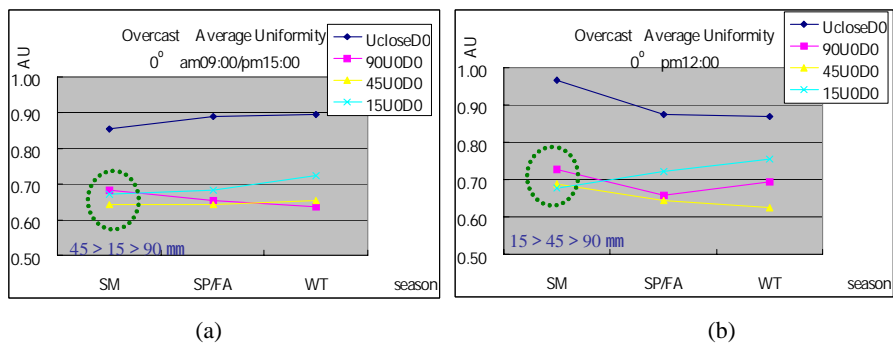 Overcast Average Uniformity
0° am09:00/pm15:00
AU
UcloseD0
90U0D0
45U0D0
15U0D0
1.00
0.90
0.80
0.70
0.60
0.50
45 > 15 > 90 mm
SM SP/FA WT season
(a)
Overcast Average Uniformity
0° pm12:00
AU
UcloseD0
90U0D0
45U0D0
15U0D0
1.00
0.90
0.80
0.70
0.60
0.50
15 > 45 > 90 mm
SM SP/FA WT season
(b)